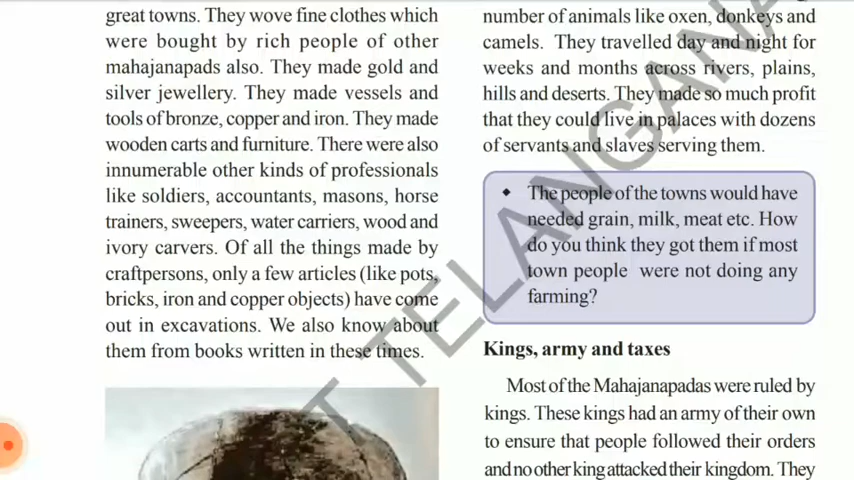 great towns. They wove fine clothes which
were bought by rich people of other
mahajanapads also. They made gold and
silver jewellery. They made vessels and
tools of bronze, copper and iron. They made
wooden carts and furniture. There were also
innumerable other kinds of professionals
like soldiers, accountants, masons, horse
trainers, sweepers, water carriers, wood and
ivory carvers. Of all the things made by
craftpersons, only a few articles (like pots,
bricks, iron and copper objects) have come
out in excavations. We also know about
them from books written in these times.
number of animals like oxen, donkeys and
camels. They travelled day and night for
weeks and months across rivers, plains,
hills and deserts. They made so much profit
that they could live in palaces with dozens
of servants and slaves serving them.
• The people of the towns would have
needed grain, milk, meat etc. How
do you think they got them if most
town people were not doing any
farming?
Kings, army and taxes
Most of the Mahajanapadas were ruled by
kings. These kings had an army of their own
to ensure that people followed their orders
and no other king attacked their kingdom. They
T TELANGANA